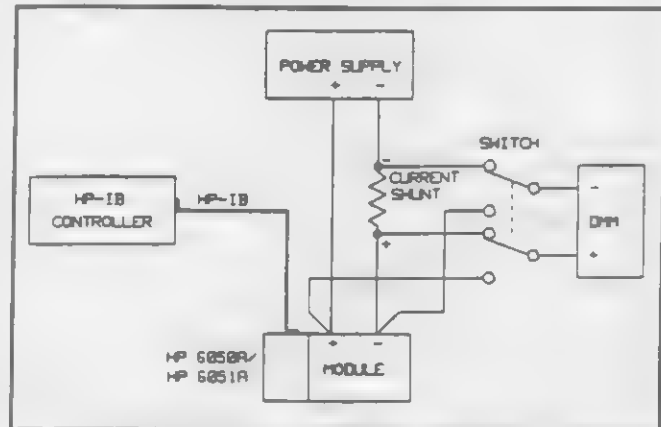 POWER SUPPLY
+ -
SWITCH
-
CURRENT
SHUNT
+
-
DMM
+
HP-IB
CONTROLLER
HP-IB
HP 6050A/
HP 6051A
+ -
MODULE